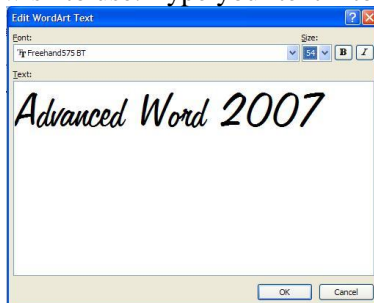 Edit WordArt Text
Font: Size:
Freehand575 BT 54 B I
Text:
Advanced Word 2007
OK Cancel